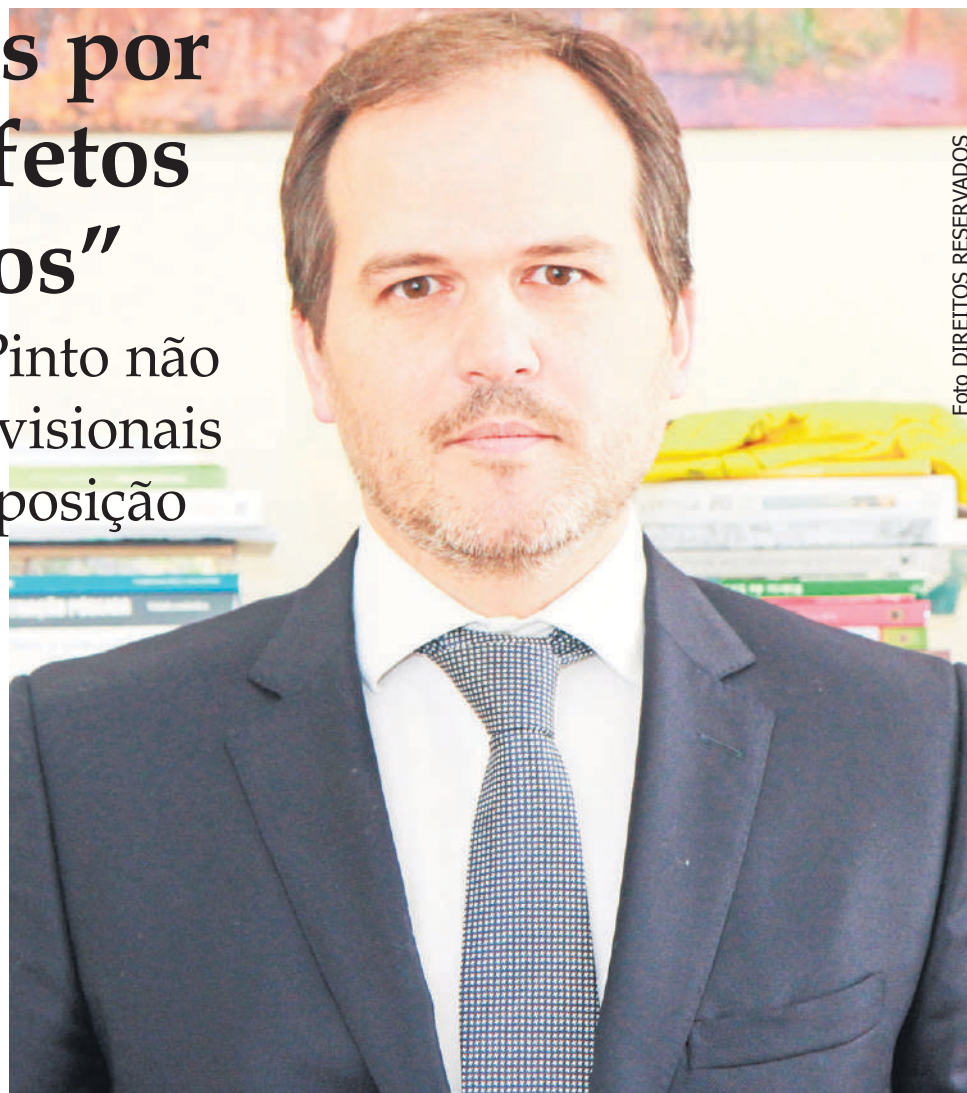 s por
fetos
os”
Pinto não
visionais
posição
Foto DIREITOS RESERVADOS